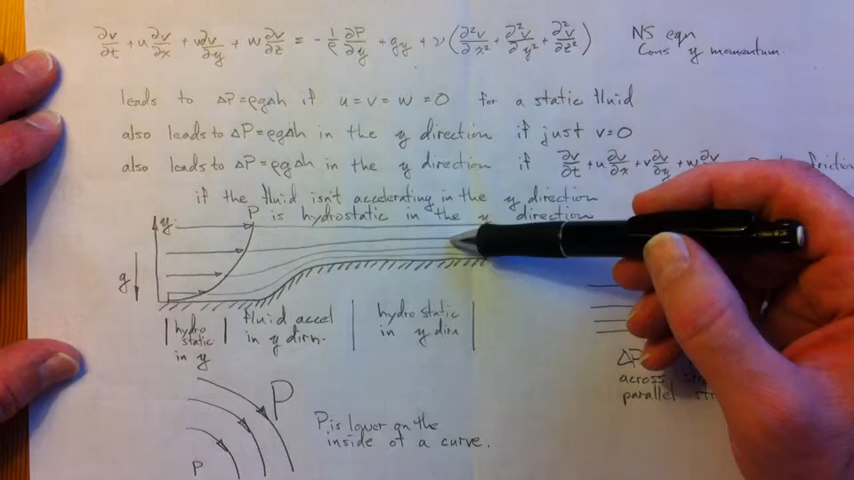 ∂v/∂t + u ∂v/∂x + v ∂v/∂y + w ∂v/∂z = - 1/ρ ∂P/∂y + gy + ν (∂²v/∂x² + ∂²v/∂y² + ∂²v/∂z²) NS eqn
Cons y momentum.
leads to ΔP = ρgΔh if u = v = w = 0 for a static fluid
also leads to ΔP = ρgΔh in the y direction if just v = 0
also leads to ΔP = ρgΔh in the y direction if ∂v/∂t + u ∂v/∂x + v ∂v/∂y + w ∂v
if the fluid isn't accelerating in the y direction
P is hydrostatic in the y direction
y
g
hydro
static
in y
fluid accel
in y dirn.
hydrostatic
in y dirn
ΔP
across
parallel
P
P
P is lower on the
inside of a curve.